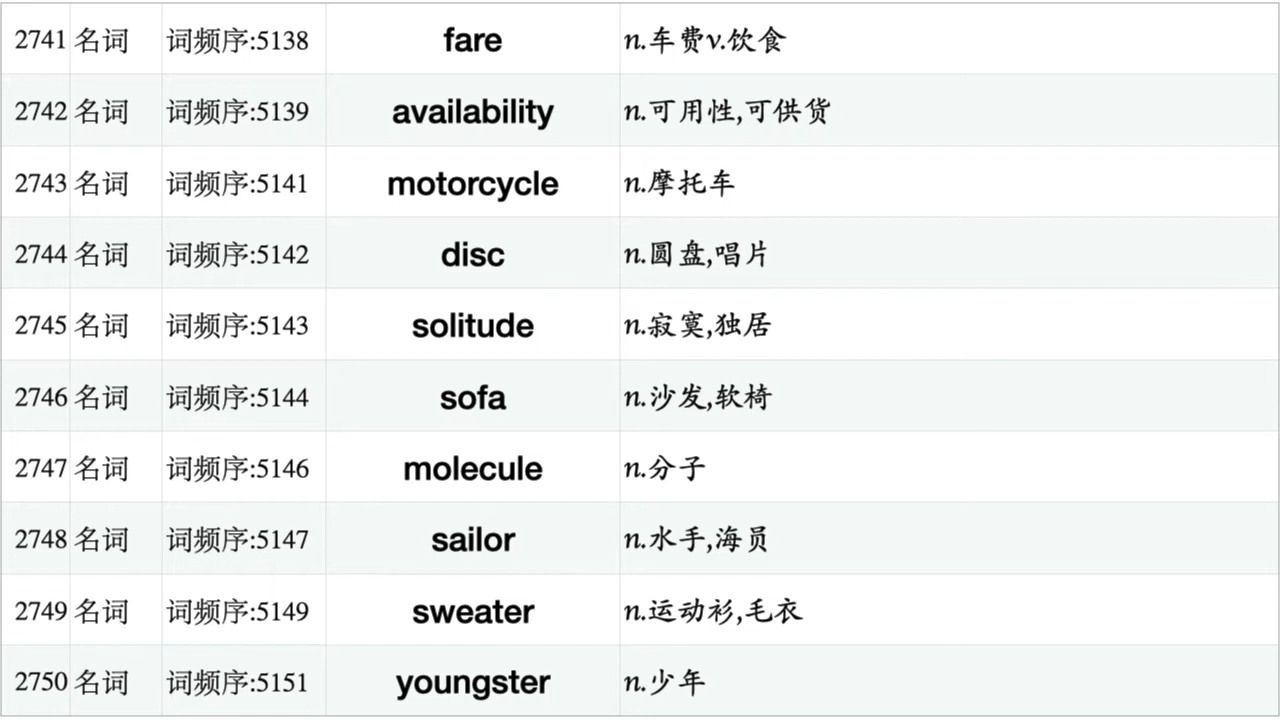 2741 名词 词频序:5138 fare n.车费v.饮食
2742 名词 词频序:5139 availability n.可用性,可供货
2743 名词 词频序:5141 motorcycle n.摩托车
2744 名词 词频序:5142 disc n.圆盘,唱片
2745 名词 词频序:5143 solitude n.寂寞,独居
2746 名词 词频序:5144 sofa n.沙发,软椅
2747 名词 词频序:5146 molecule n.分子
2748 名词 词频序:5147 sailor n.水手,海员
2749 名词 词频序:5149 sweater n.运动衫,毛衣
2750 名词 词频序:5151 youngster n.少年